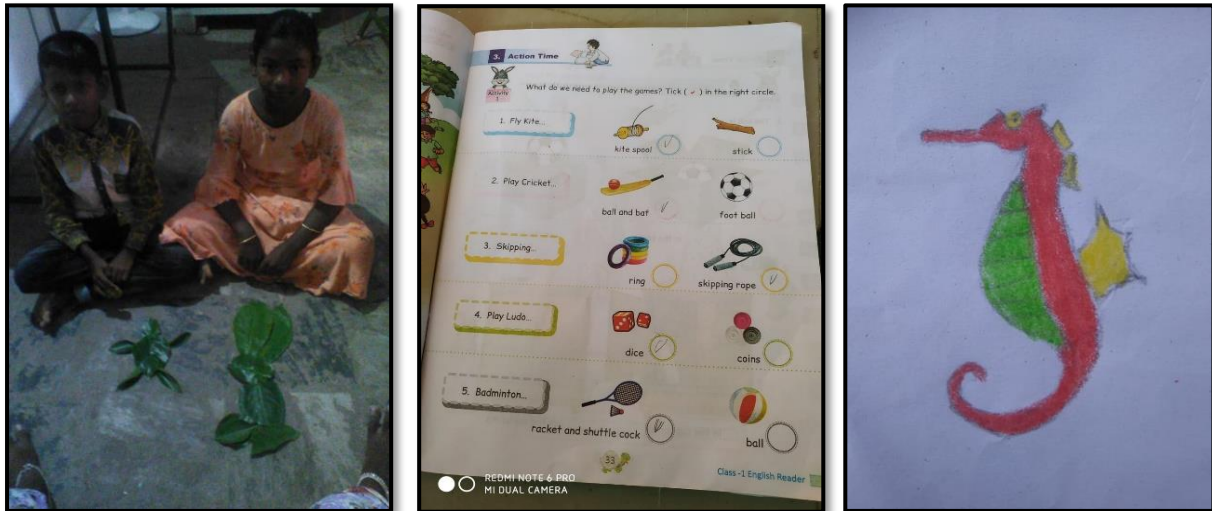 3. Action Time
Activity 1
What do we need to play the games? Tick ( ✓ ) in the right circle.
1. Fly Kite...
kite spool ✓
stick
2. Play Cricket...
ball and bat ✓
foot ball
3. Skipping...
ring
skipping rope ✓
4. Play Ludo...
dice ✓
coins
5. Badminton...
racket and shuttle cock ✓
ball
33
Class -1 English Reader
REDMI NOTE 6 PRO
MI DUAL CAMERA